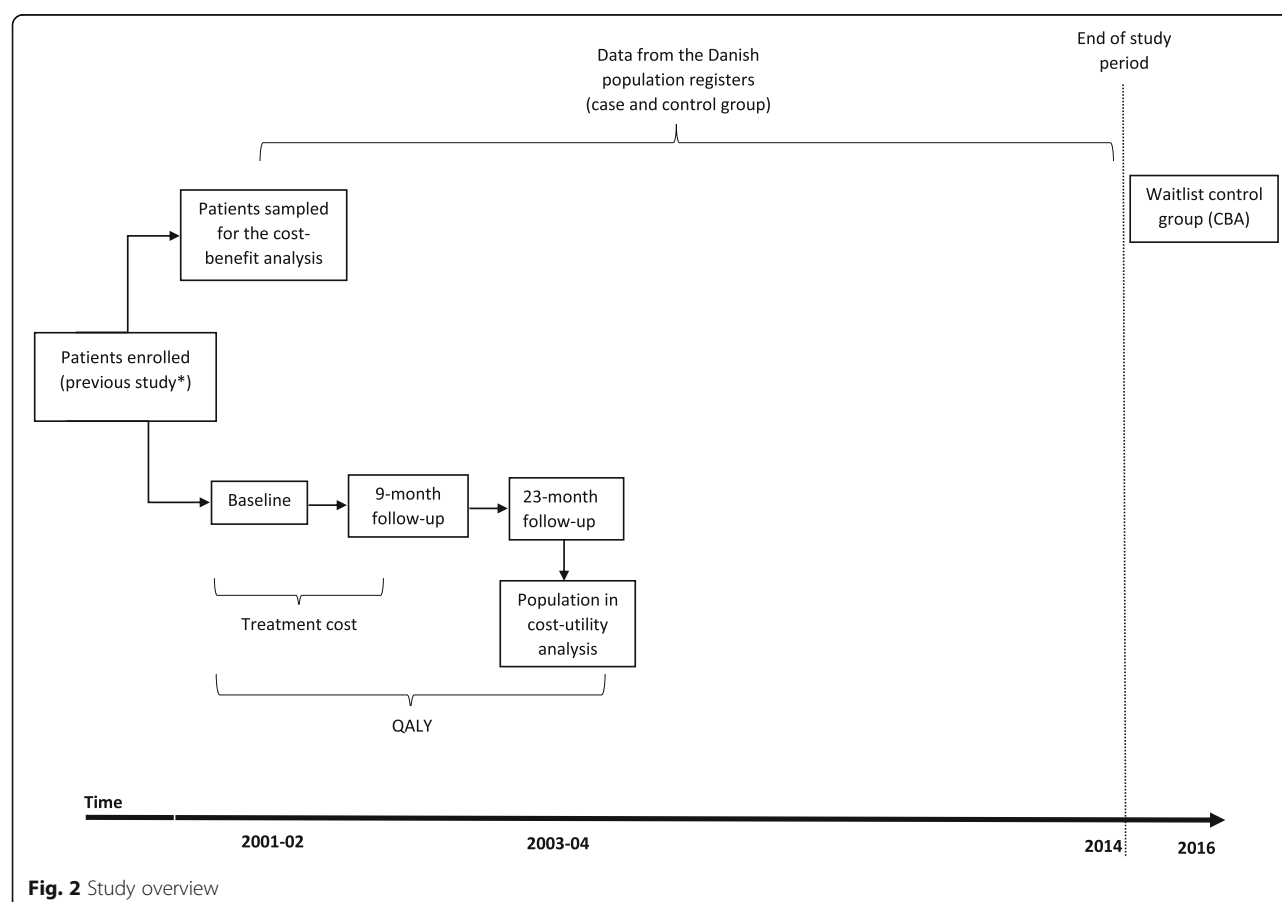 End of study
period
Data from the Danish
population registers
(case and control group)
Patients sampled
for the cost-
benefit analysis
Waitlist control
group (CBA)
Patients enrolled
(previous study*)
Baseline
9-month
follow-up
23-month
follow-up
Treatment cost
Population in
cost-utility
analysis
QALY
Time
2001-02
2003-04
2014
2016
Fig. 2 Study overview